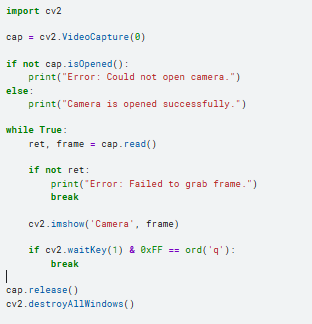 import cv2
cap = cv2.VideoCapture(0)
if not cap.isOpened():
    print("Error: Could not open camera.")
else:
    print("Camera is opened successfully.")
while True:
    ret, frame = cap.read()
    if not ret:
        print("Error: Failed to grab frame.")
        break
    cv2.imshow('Camera', frame)
    if cv2.waitKey(1) & 0xFF == ord('q'):
        break
cap.release()
cv2.destroyAllWindows()